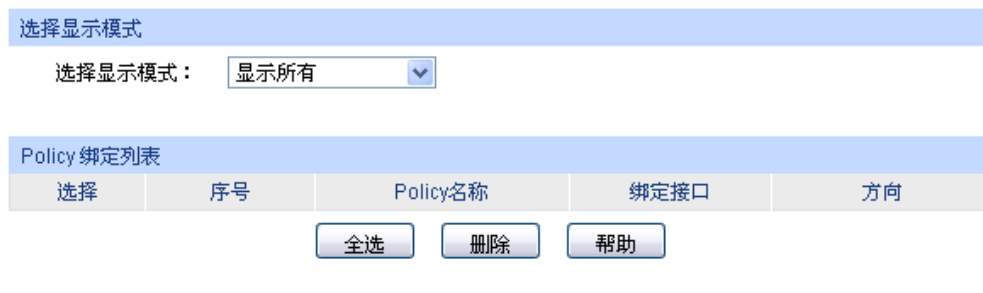 选择显示模式
选择显示模式： 显示所有
Policy 绑定列表
选择 序号 Policy名称 绑定接口 方向
全选 删除 帮助